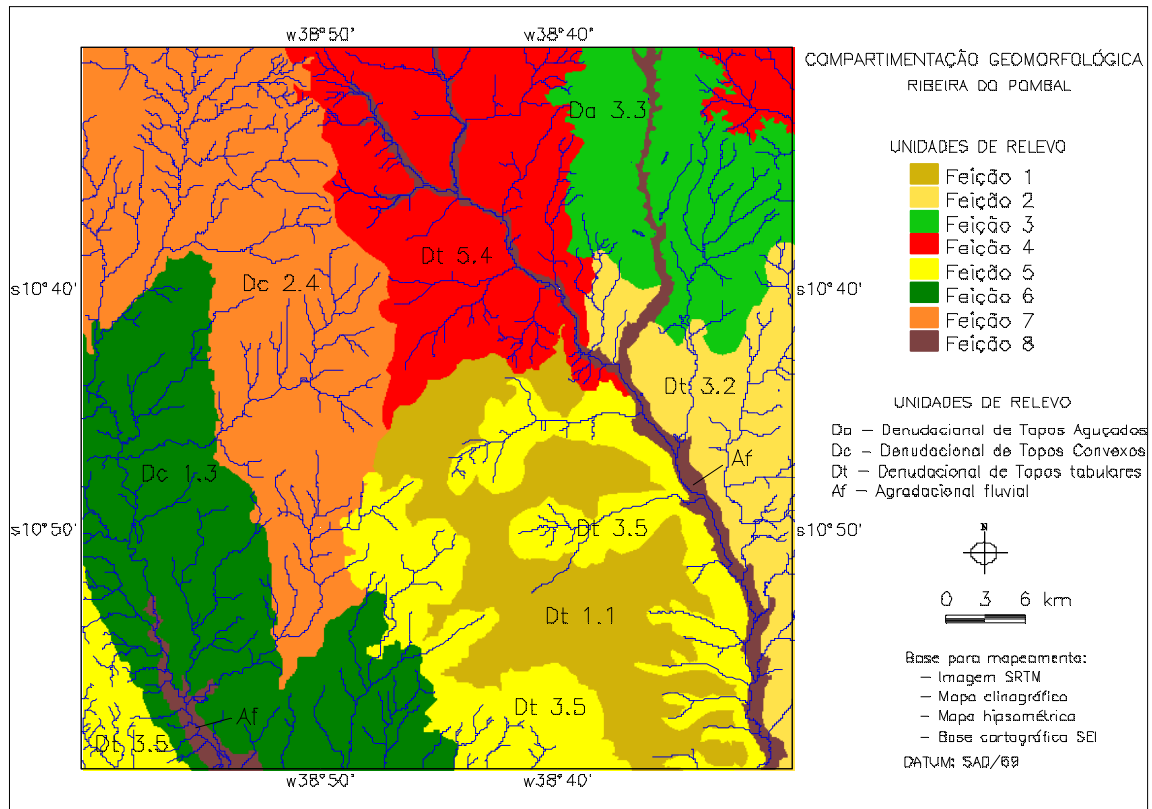 w38°50' w38°40'
COMPARTIMENTAÇÃO GEOMORFOLÓGICA
RIBEIRA DO POMBAL
Da 3.3
UNIDADES DE RELEVO
Feição 1
Feição 2
Feição 3
Feição 4
Feição 5
Feição 6
Feição 7
Feição 8
Dt 5.4
Dc 2.4
s10°40' s10°40'
Dt 3.2
UNIDADES DE RELEVO
Da – Denudacional de Topos Aguçados
Dc – Denudacional de Topos Convexos
Dt – Denudacional de Topos tabulares
Af – Agradacional fluvial
Af
Dc 1.3
s10°50' s10°50'
Dt 3.5
N
0 3 6 km
Dt 1.1
Base para mapeamento:
– Imagem SRTM
– Mapa clinográfico
– Mapa hipsométrico
– Base cartográfica SEI
DATUM: SAD/69
Dt 3.5
Af
Dt 3.5
w38°50' w38°40'